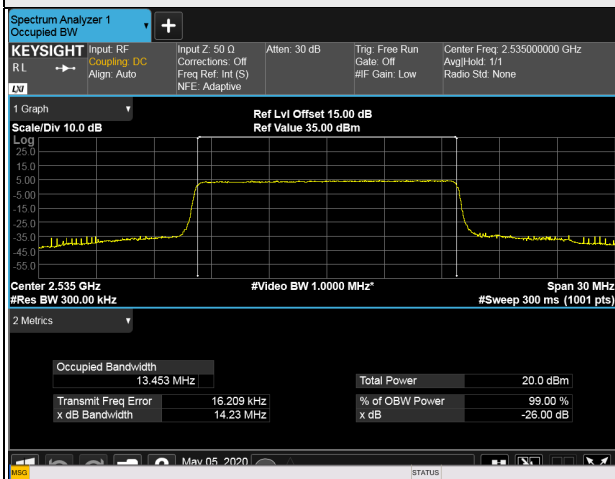 Spectrum Analyzer 1
Occupied BW
+
KEYSIGHT
RL
LXI
Input: RF
Coupling: DC
Align: Auto
Input Z: 50 Ω
Corrections: Off
Freq Ref: Int (S)
NFE: Adaptive
Atten: 30 dB
Trig: Free Run
Gate: Off
#IF Gain: Low
Center Freq: 2.535000000 GHz
Avg|Hold: 1/1
Radio Std: None
1 Graph
Scale/Div 10.0 dB
Ref Lvl Offset 15.00 dB
Ref Value 35.00 dBm
Log
25.0
15.0
5.00
-5.00
-15.0
-25.0
-35.0
-45.0
-55.0
Center 2.535 GHz
#Res BW 300.00 kHz
#Video BW 1.0000 MHz*
Span 30 MHz
#Sweep 300 ms (1001 pts)
2 Metrics
Occupied Bandwidth
13.453 MHz
Transmit Freq Error 16.209 kHz
x dB Bandwidth 14.23 MHz
Total Power 20.0 dBm
% of OBW Power 99.00 %
x dB -26.00 dB
May 05, 2020
MSG
STATUS